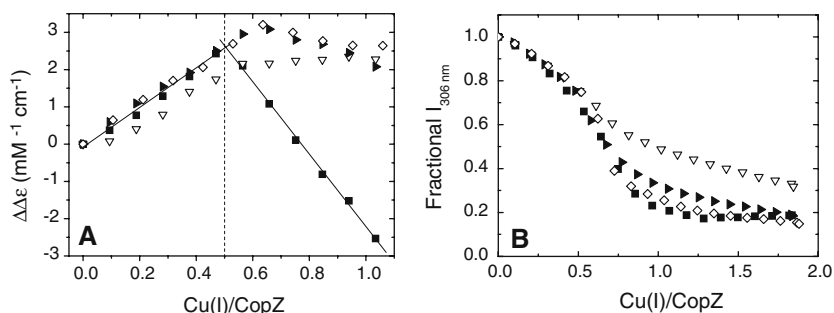 3
2
1
0
-1
-2
-3
ΔΔε (mM -1 cm-1)
A
0.0 0.2 0.4 0.6 0.8 1.0
Cu(I)/CopZ
1.0
0.8
0.6
0.4
0.2
0.0
Fractional I306 nm
B
0.0 0.5 1.0 1.5 2.0
Cu(I)/CopZ